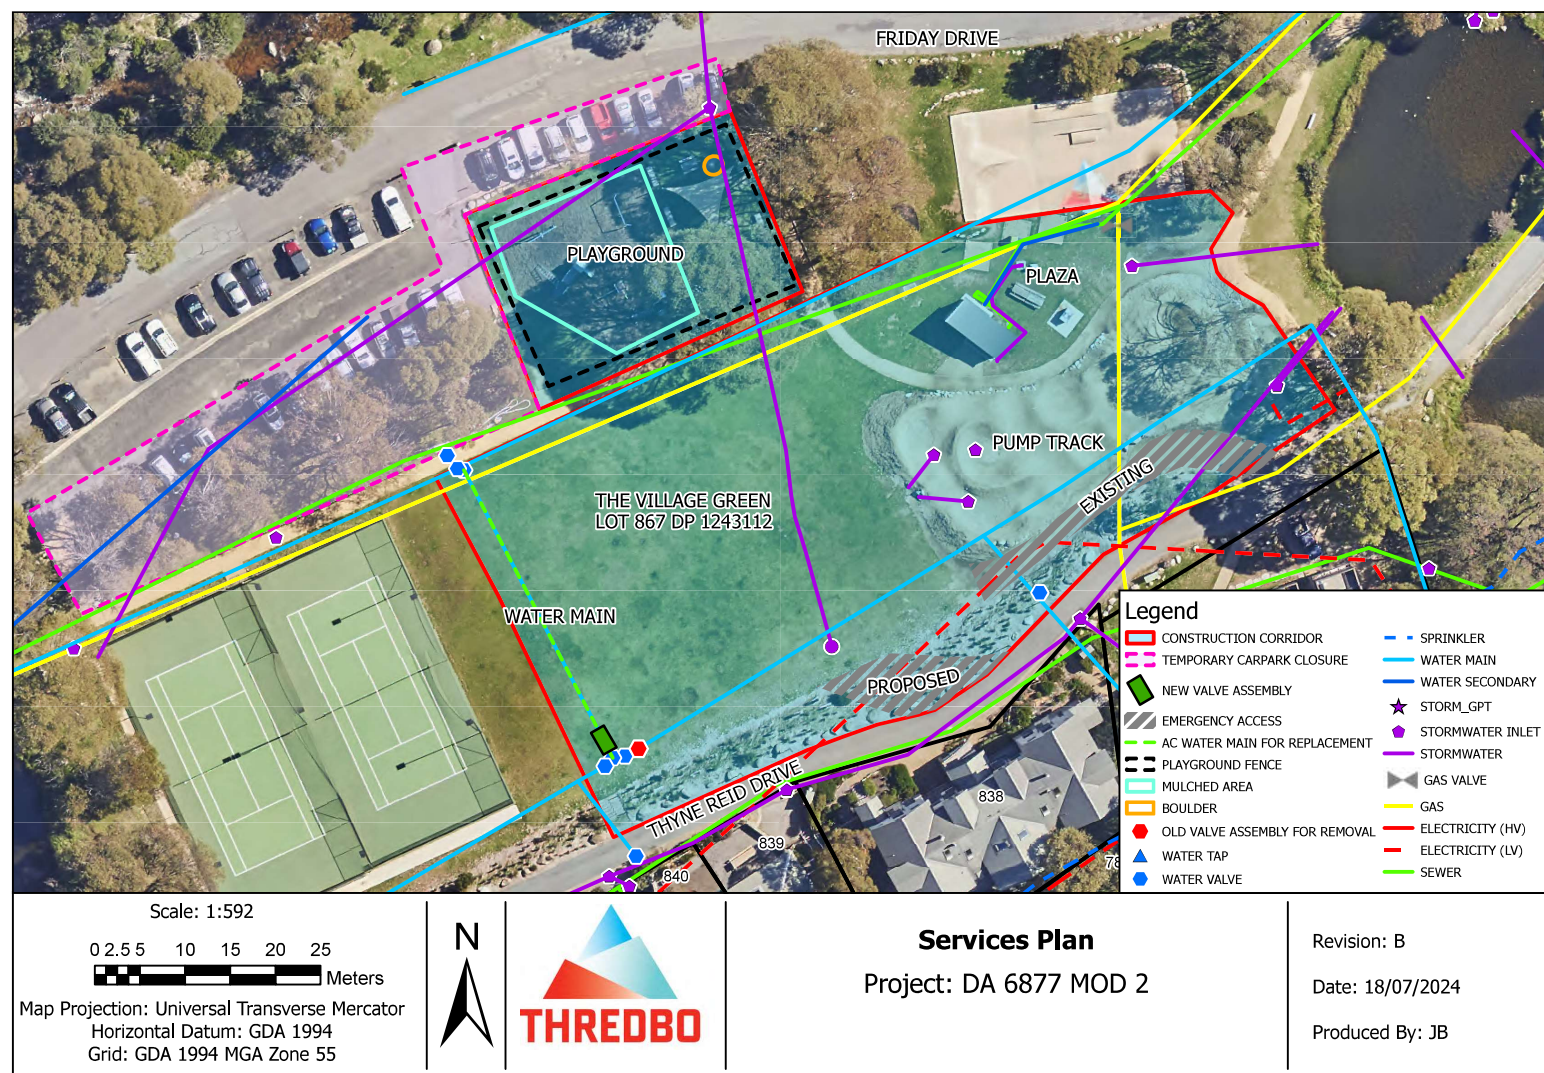 FRIDAY DRIVE
PLAYGROUND
PLAZA
PUMP TRACK
EXISTING
THE VILLAGE GREEN
LOT 867 DP 1243112
WATER MAIN
PROPOSED
THYNE REID DRIVE
838
839
840
Legend
CONSTRUCTION CORRIDOR
TEMPORARY CARPARK CLOSURE
NEW VALVE ASSEMBLY
EMERGENCY ACCESS
AC WATER MAIN FOR REPLACEMENT
PLAYGROUND FENCE
MULCHED AREA
BOULDER
OLD VALVE ASSEMBLY FOR REMOVAL
WATER TAP
WATER VALVE
SPRINKLER
WATER MAIN
WATER SECONDARY
STORM_GPT
STORMWATER INLET
STORMWATER
GAS VALVE
GAS
ELECTRICITY (HV)
ELECTRICITY (LV)
SEWER
Scale: 1:592
0 2.5 5 10 15 20 25
Meters
Map Projection: Universal Transverse Mercator
Horizontal Datum: GDA 1994
Grid: GDA 1994 MGA Zone 55
N
THREDBO
Services Plan
Project: DA 6877 MOD 2
Revision: B
Date: 18/07/2024
Produced By: JB